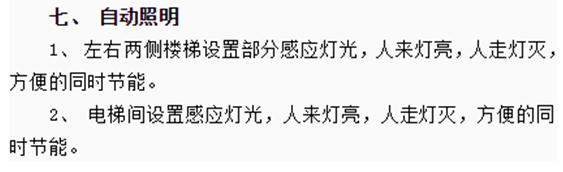 七、 自动照明
1、 左右两侧楼梯设置部分感应灯光，人来灯亮，人走灯灭，
方便的同时节能。
2、 电梯间设置感应灯光，人来灯亮，人走灯灭，方便的同
时节能。